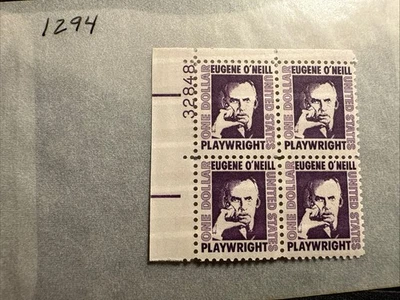 1294
32848
EUGENE O'NEILL
ONE DOLLAR
UNITED STATES
PLAYWRIGHT
EUGENE O'NEILL
ONE DOLLAR
UNITED STATES
PLAYWRIGHT
EUGENE O'NEILL
ONE DOLLAR
UNITED STATES
PLAYWRIGHT
EUGENE O'NEILL
ONE DOLLAR
UNITED STATES
PLAYWRIGHT